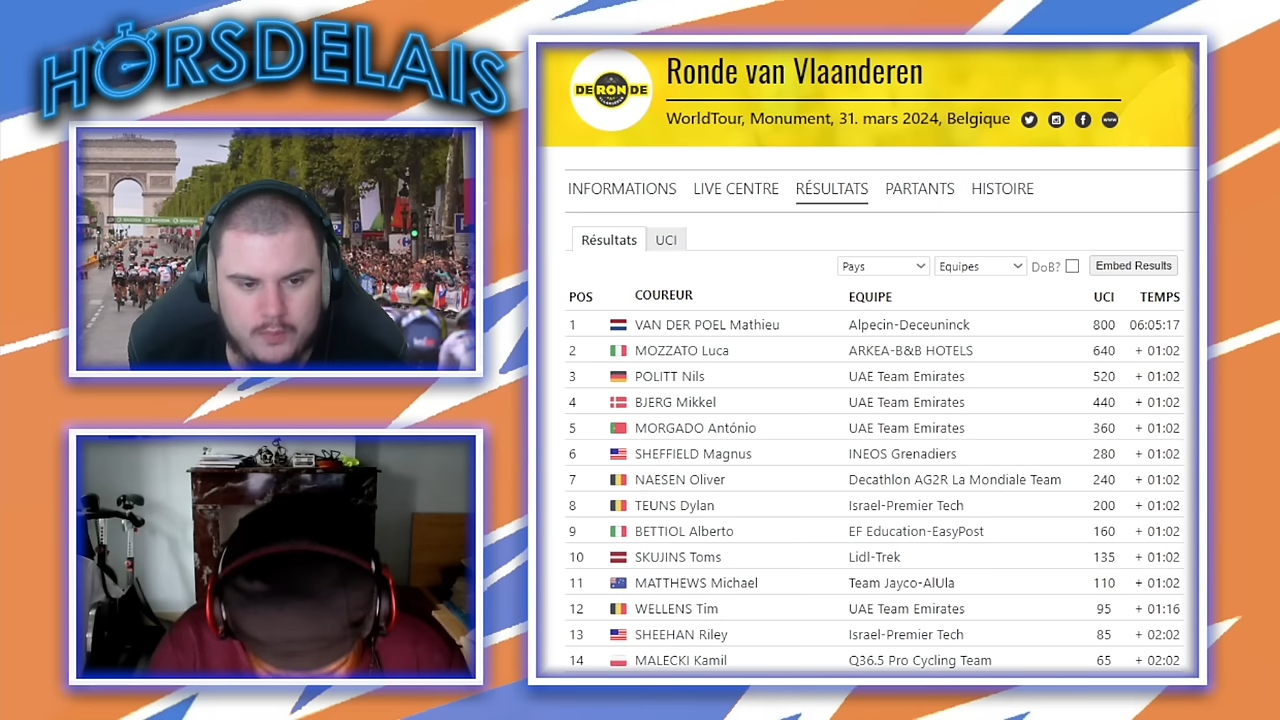 HORSDELAIS
DE RON DE
Ronde van Vlaanderen
WorldTour, Monument, 31. mars 2024, Belgique
www
INFORMATIONS LIVE CENTRE RÉSULTATS PARTANTS HISTOIRE
Résultats UCI
Pays Equipes DoB? Embed Results
POS COUREUR EQUIPE UCI TEMPS
1 VAN DER POEL Mathieu Alpecin-Deceuninck 800 06:05:17
2 MOZZATO Luca ARKEA-B&B HOTELS 640 + 01:02
3 POLITT Nils UAE Team Emirates 520 + 01:02
4 BJERG Mikkel UAE Team Emirates 440 + 01:02
5 MORGADO António UAE Team Emirates 360 + 01:02
6 SHEFFIELD Magnus INEOS Grenadiers 280 + 01:02
7 NAESEN Oliver Decathlon AG2R La Mondiale Team 240 + 01:02
8 TEUNS Dylan Israel-Premier Tech 200 + 01:02
9 BETTIOL Alberto EF Education-EasyPost 160 + 01:02
10 SKUJINS Toms Lidl-Trek 135 + 01:02
11 MATTHEWS Michael Team Jayco-AlUla 110 + 01:02
12 WELLENS Tim UAE Team Emirates 95 + 01:16
13 SHEEHAN Riley Israel-Premier Tech 85 + 02:02
14 MALECKI Kamil Q36.5 Pro Cycling Team 65 + 02:02